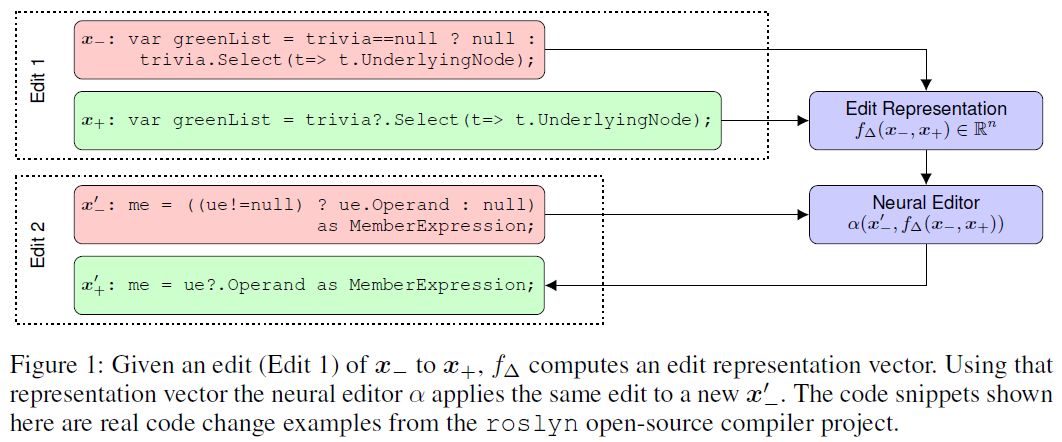 Edit 1
x₋: var greenList = trivia==null ? null :
trivia.Select(t=> t.UnderlyingNode);
x₊: var greenList = trivia?.Select(t=> t.UnderlyingNode);
Edit Representation
f_Δ(x₋, x₊) ∈ ℝⁿ
Edit 2
x′₋: me = ((ue!=null) ? ue.Operand : null)
as MemberExpression;
x′₊: me = ue?.Operand as MemberExpression;
Neural Editor
α(x′₋, f_Δ(x₋, x₊))
Figure 1: Given an edit (Edit 1) of x₋ to x₊, f_Δ computes an edit representation vector. Using that
representation vector the neural editor α applies the same edit to a new x′₋. The code snippets shown
here are real code change examples from the roslyn open-source compiler project.